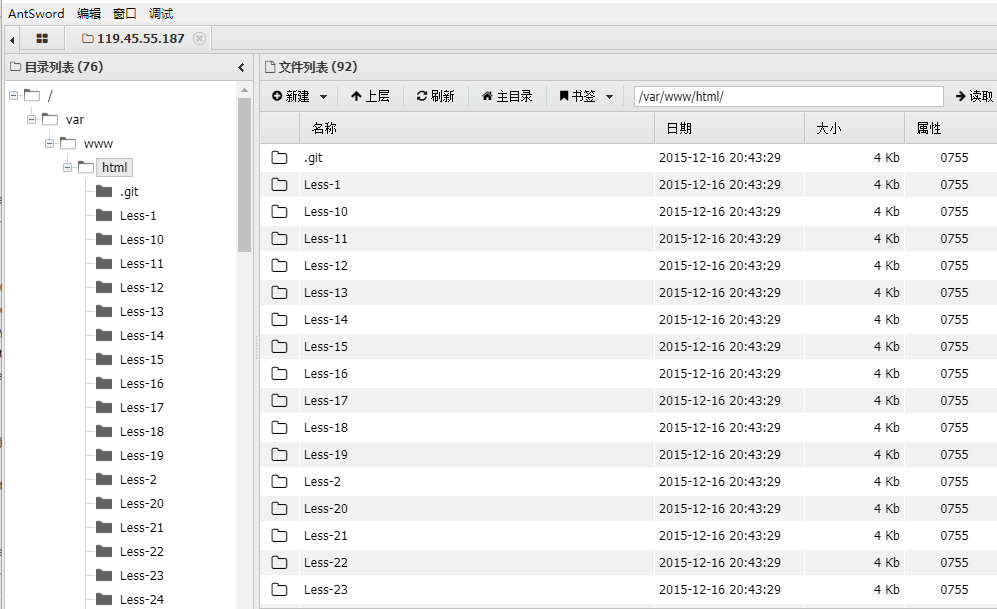 AntSword 编辑 窗口 调试
119.45.55.187
目录列表 (76)
/
var
www
html
.git
Less-1
Less-10
Less-11
Less-12
Less-13
Less-14
Less-15
Less-16
Less-17
Less-18
Less-19
Less-2
Less-20
Less-21
Less-22
Less-23
Less-24
文件列表 (92)
新建 上层 刷新 主目录 书签 /var/www/html/ 读取
名称 日期 大小 属性
.git 2015-12-16 20:43:29 4 Kb 0755
Less-1 2015-12-16 20:43:29 4 Kb 0755
Less-10 2015-12-16 20:43:29 4 Kb 0755
Less-11 2015-12-16 20:43:29 4 Kb 0755
Less-12 2015-12-16 20:43:29 4 Kb 0755
Less-13 2015-12-16 20:43:29 4 Kb 0755
Less-14 2015-12-16 20:43:29 4 Kb 0755
Less-15 2015-12-16 20:43:29 4 Kb 0755
Less-16 2015-12-16 20:43:29 4 Kb 0755
Less-17 2015-12-16 20:43:29 4 Kb 0755
Less-18 2015-12-16 20:43:29 4 Kb 0755
Less-19 2015-12-16 20:43:29 4 Kb 0755
Less-2 2015-12-16 20:43:29 4 Kb 0755
Less-20 2015-12-16 20:43:29 4 Kb 0755
Less-21 2015-12-16 20:43:29 4 Kb 0755
Less-22 2015-12-16 20:43:29 4 Kb 0755
Less-23 2015-12-16 20:43:29 4 Kb 0755